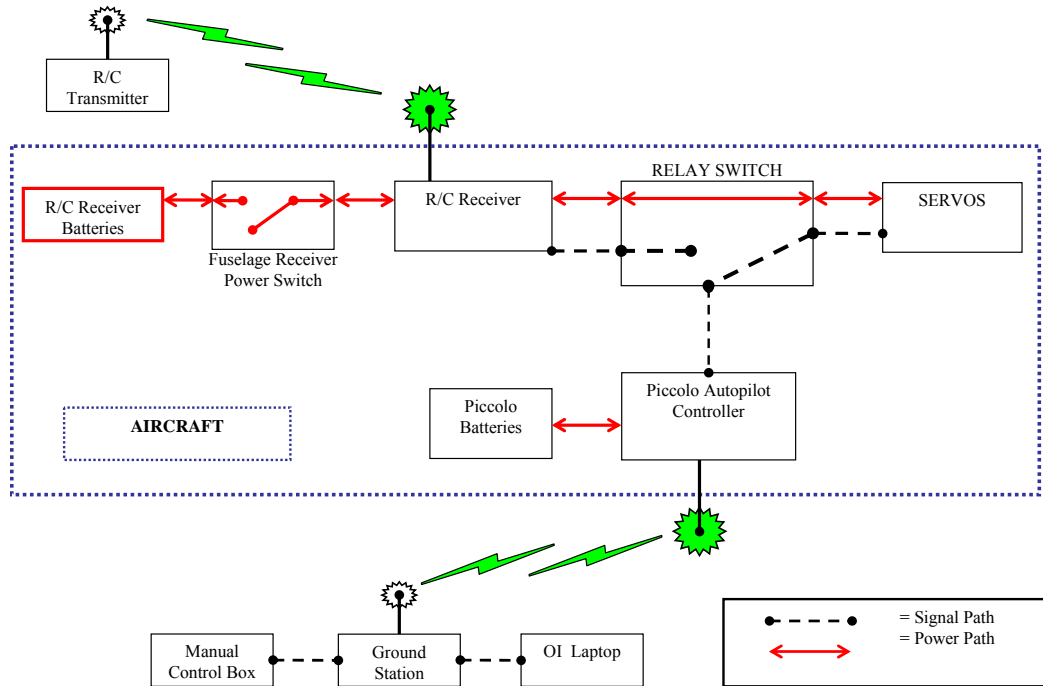 R/C
Transmitter
RELAY SWITCH
R/C Receiver
Batteries
R/C Receiver
SERVOS
Fuselage Receiver
Power Switch
Piccolo
Batteries
Piccolo Autopilot
Controller
AIRCRAFT
Manual
Control Box
Ground
Station
OI Laptop
= Signal Path
= Power Path